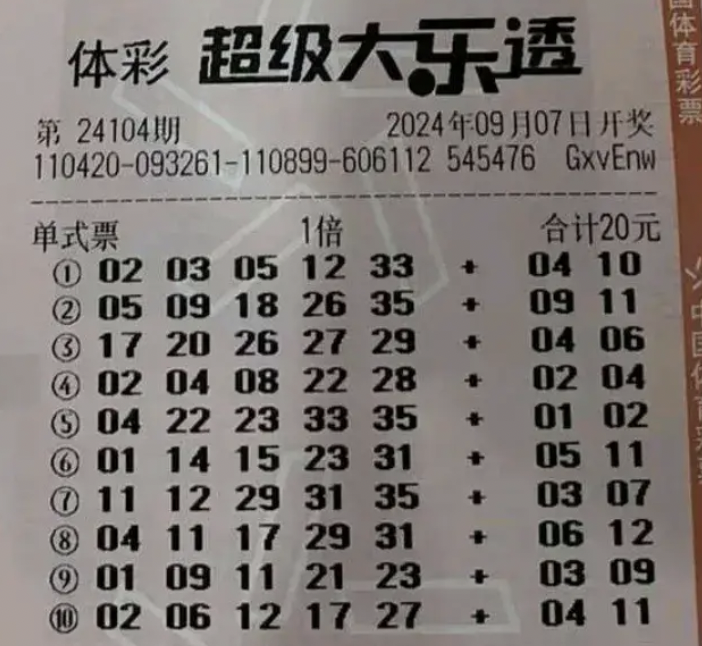 体彩 超级大乐透
第 24104期 2024年09月07日开奖
110420-093261-110899-606112 545476 GxvEnw
单式票 1倍 合计20元
① 02 03 05 12 33 + 04 10
② 05 09 18 26 35 + 09 11
③ 17 20 26 27 29 + 04 06
④ 02 04 08 22 28 + 02 04
⑤ 04 22 23 33 35 + 01 02
⑥ 01 14 15 23 31 + 05 11
⑦ 11 12 29 31 35 + 03 07
⑧ 04 11 17 29 31 + 06 12
⑨ 01 09 11 21 23 + 03 09
⑩ 02 06 12 17 27 + 04 11
国体育彩票
中国体育彩